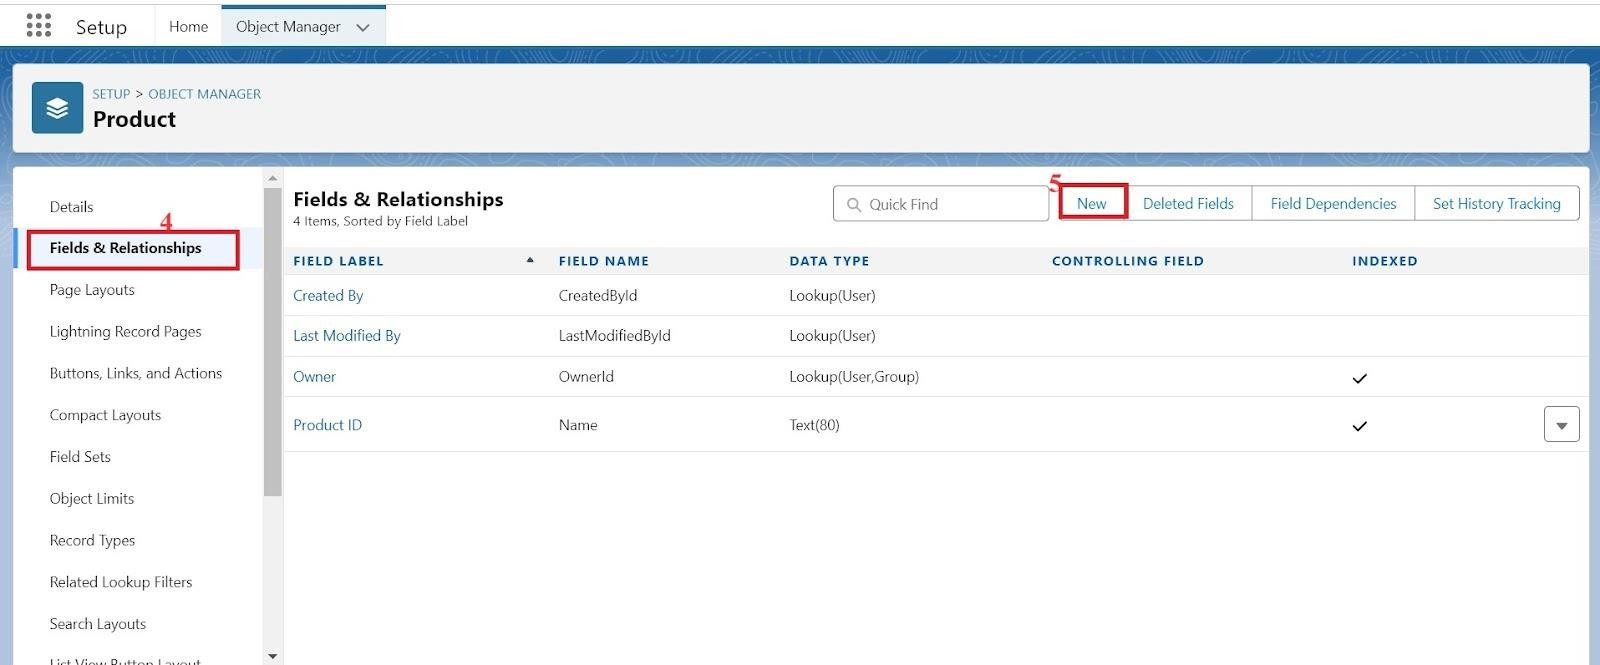 Setup
Home
Object Manager
SETUP > OBJECT MANAGER
Product
Details
4
Fields & Relationships
Page Layouts
Lightning Record Pages
Buttons, Links, and Actions
Compact Layouts
Field Sets
Object Limits
Record Types
Related Lookup Filters
Search Layouts
List View Button Layout
Fields & Relationships
4 Items, Sorted by Field Label
Quick Find
5
New
Deleted Fields
Field Dependencies
Set History Tracking
FIELD LABEL FIELD NAME DATA TYPE CONTROLLING FIELD INDEXED
Created By CreatedById Lookup(User)
Last Modified By LastModifiedById Lookup(User)
Owner OwnerId Lookup(User,Group)
Product ID Name Text(80)